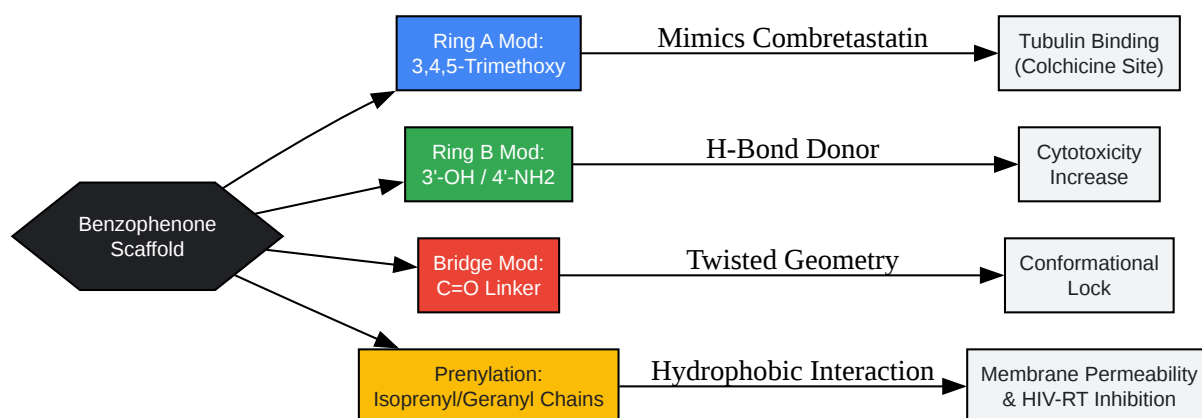 Ring A Mod:
3,4,5-Trimethoxy
Mimics Combretastatin
Tubulin Binding
(Colchicine Site)
Ring B Mod:
3'-OH / 4'-NH2
H-Bond Donor
Cytotoxicity
Increase
Benzophenone
Scaffold
Bridge Mod:
C=O Linker
Twisted Geometry
Conformational
Lock
Prenylation:
Isoprenyl/Geranyl Chains
Hydrophobic Interaction
Membrane Permeability
& HIV-RT Inhibition